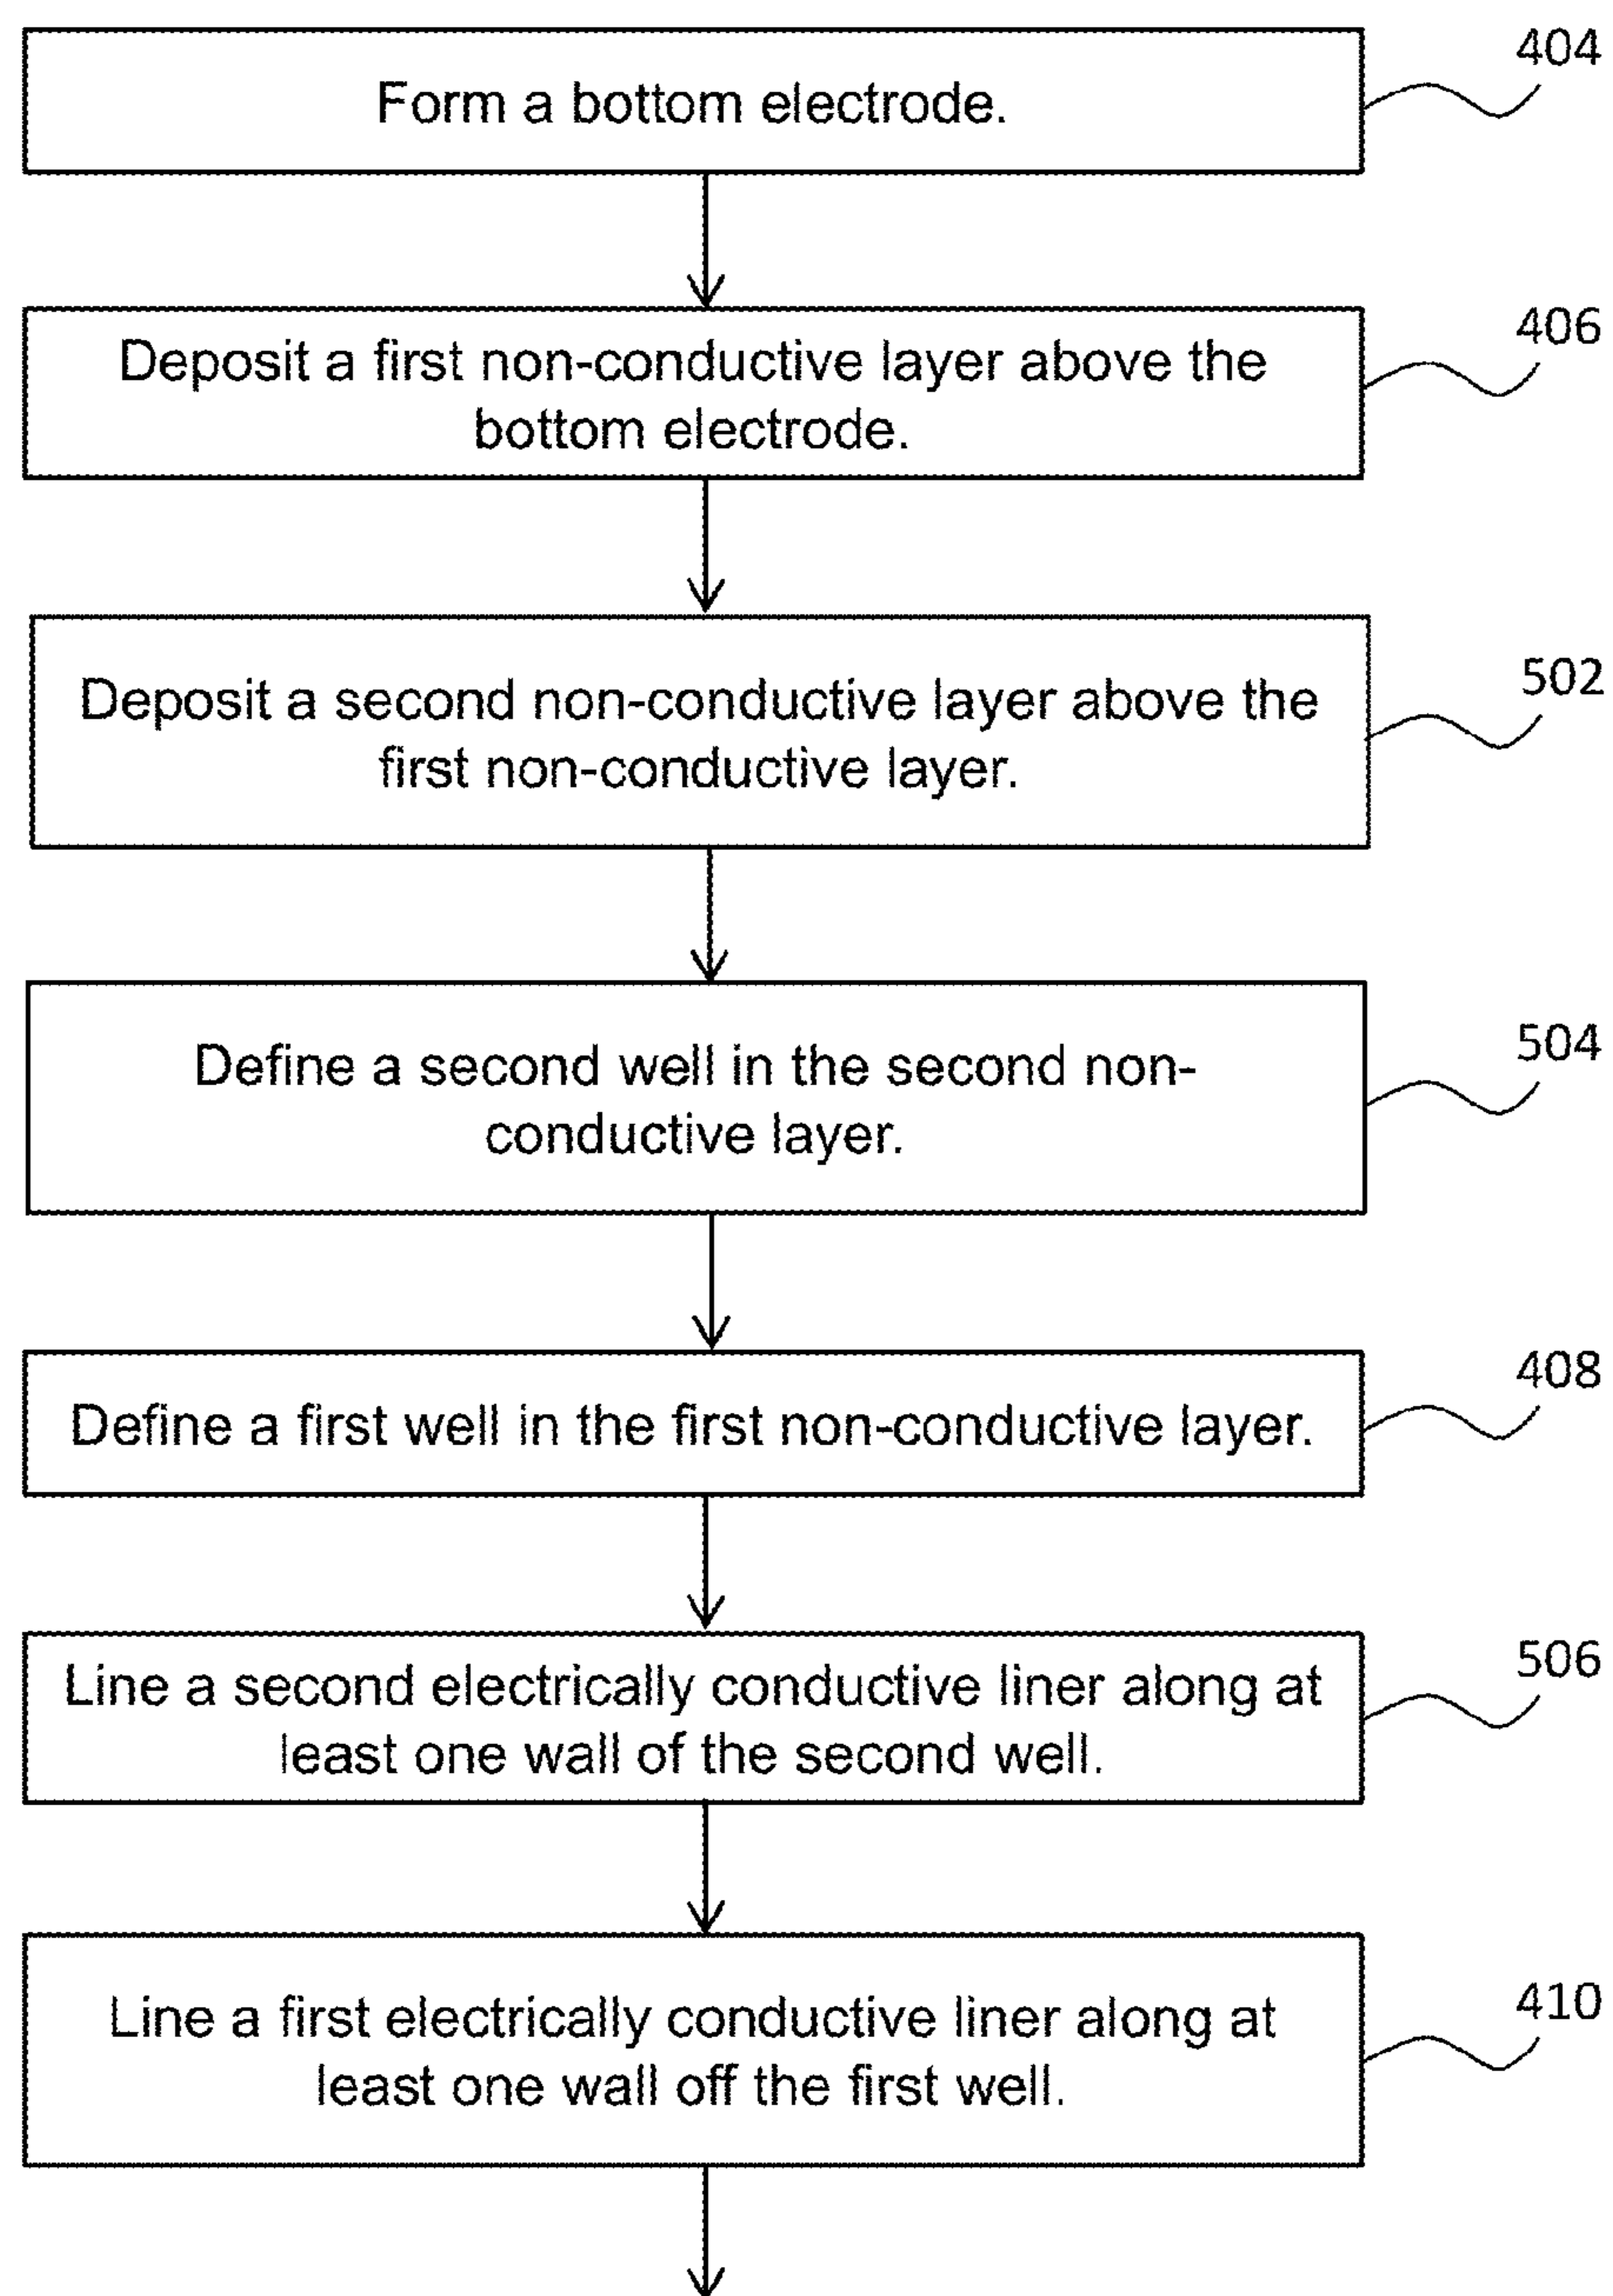 404
Form a bottom electrode.
406
Deposit a first non-conductive layer above the
bottom electrode.
502
Deposit a second non-conductive layer above the
first non-conductive layer.
504
Define a second well in the second non-
conductive layer.
408
Define a first well in the first non-conductive layer.
506
Line a second electrically conductive liner along at
least one wall of the second well.
410
Line a first electrically conductive liner along at
least one wall off the first well.